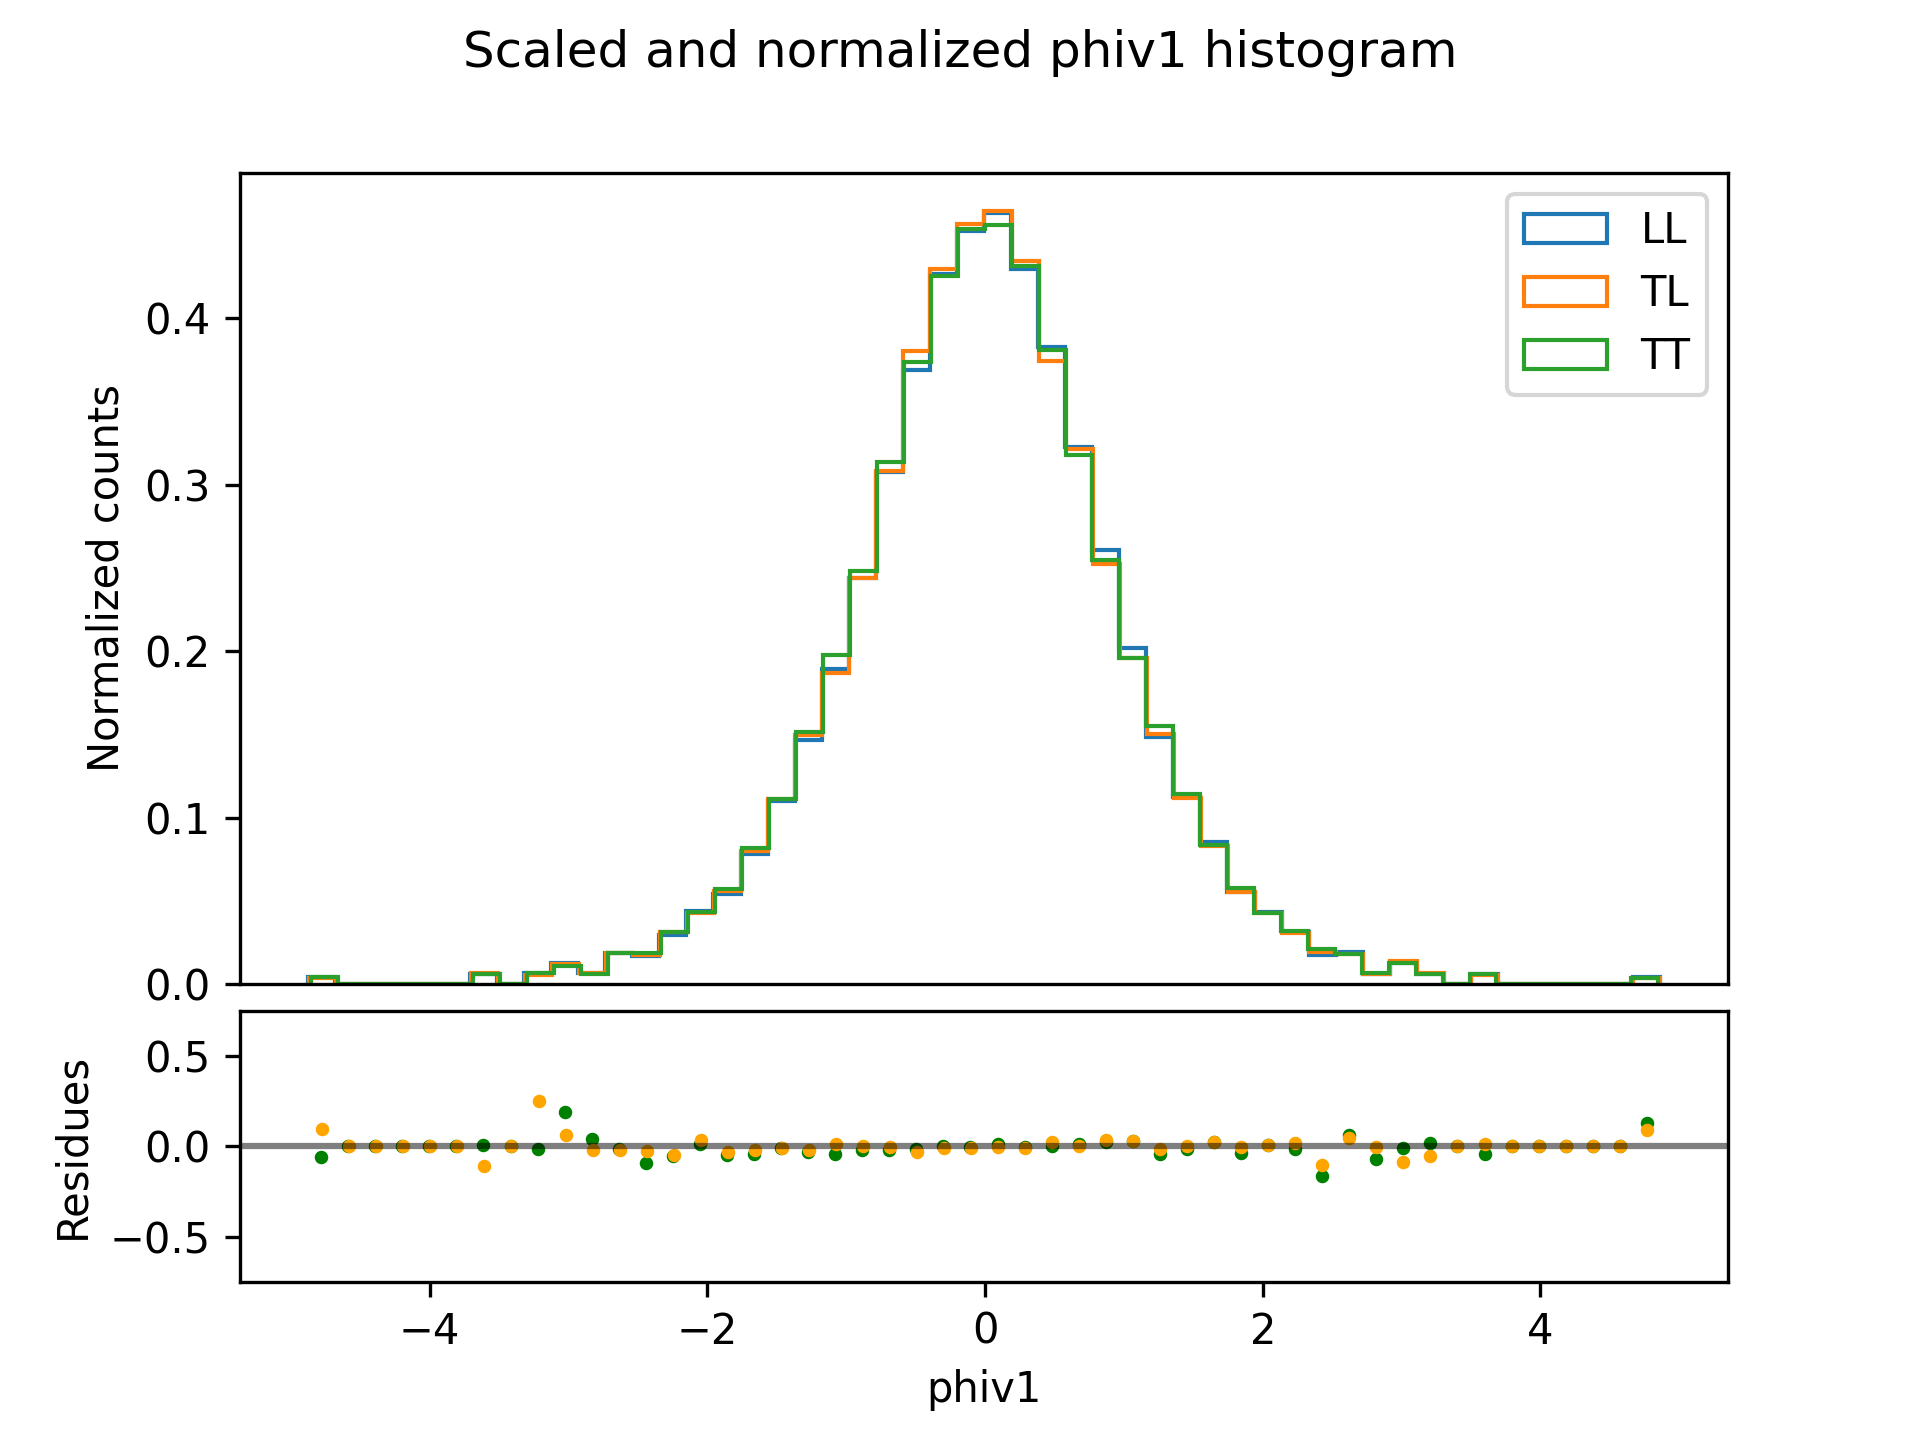 Scaled and normalized phiv1 histogram
LL
TL
TT
Normalized counts
0.4
0.3
0.2
0.1
0.0
Residues
0.5
0.0
−0.5
−4
−2
0
2
4
phiv1